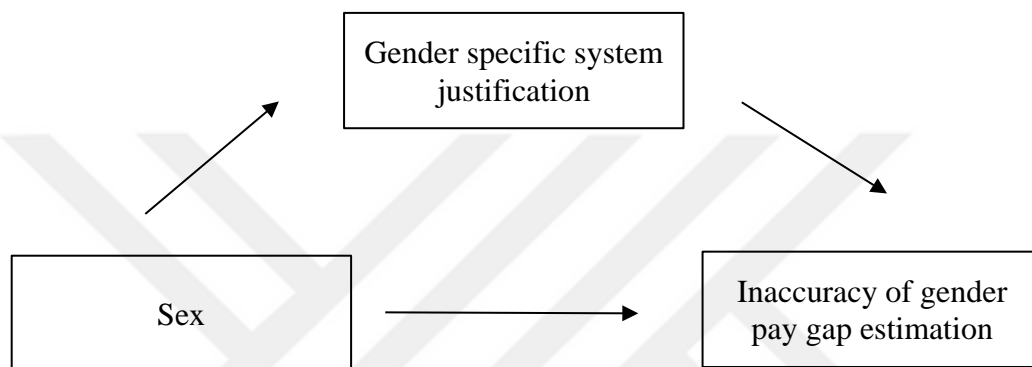 Gender specific system
justification
Sex
Inaccuracy of gender
pay gap estimation